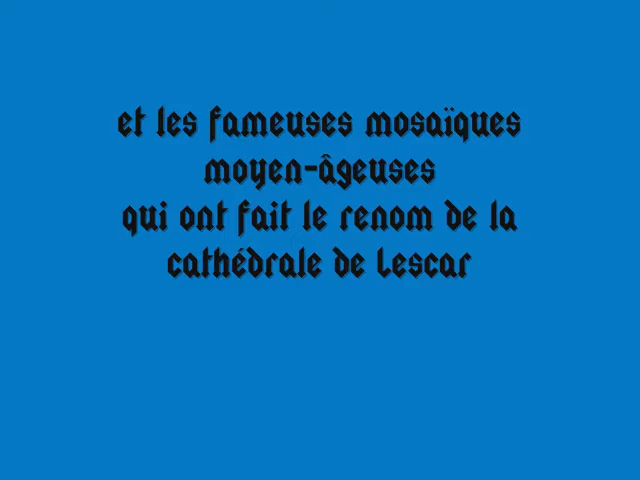 et les fameuses mosaïques
moyen-âgeuses
qui ont fait le renom de la
cathédrale de Lescar